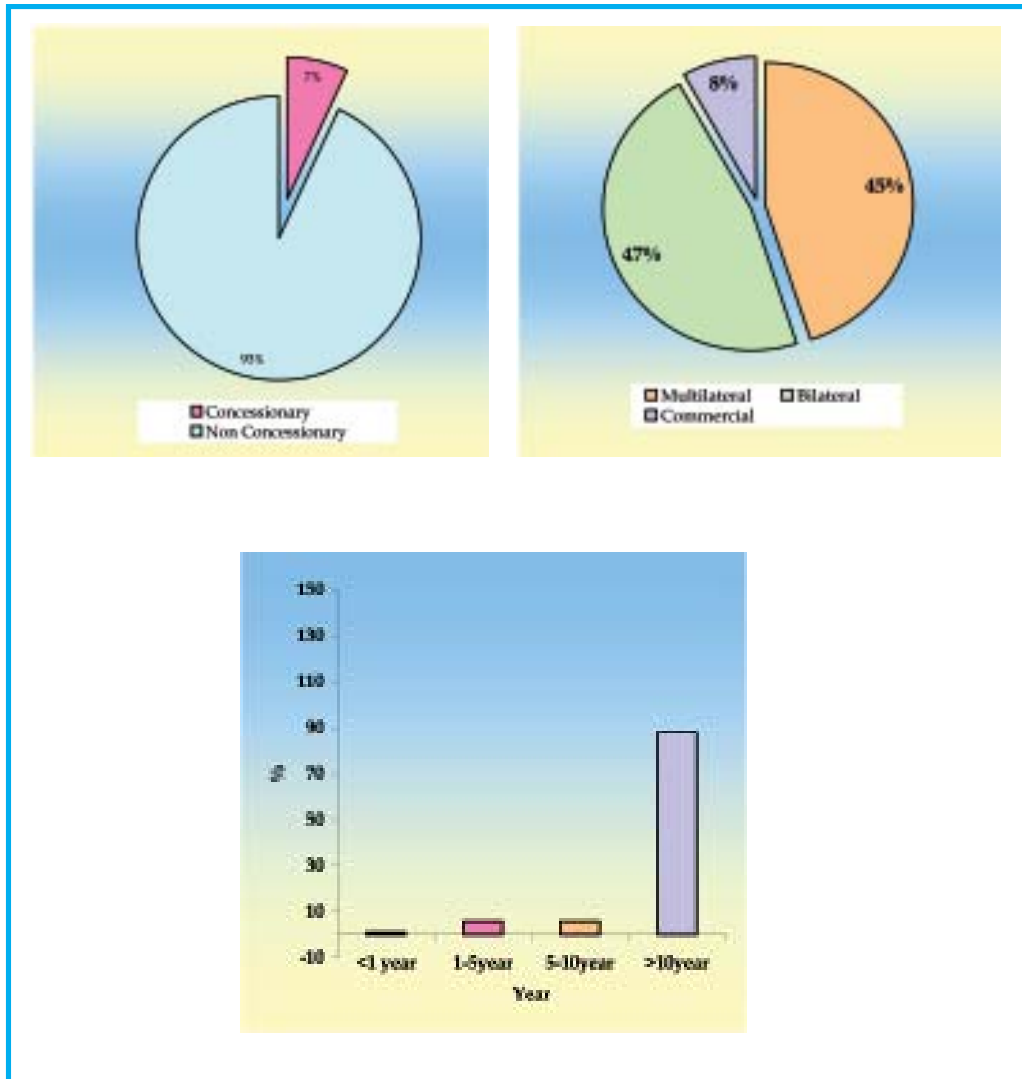 7%
93%
Concessionary
Non Concessionary
8%
45%
47%
Multilateral Bilateral
Commercial
150
130
110
90
70
50
30
10
-10
%
<1 year 1-5year 5-10year >10year
Year